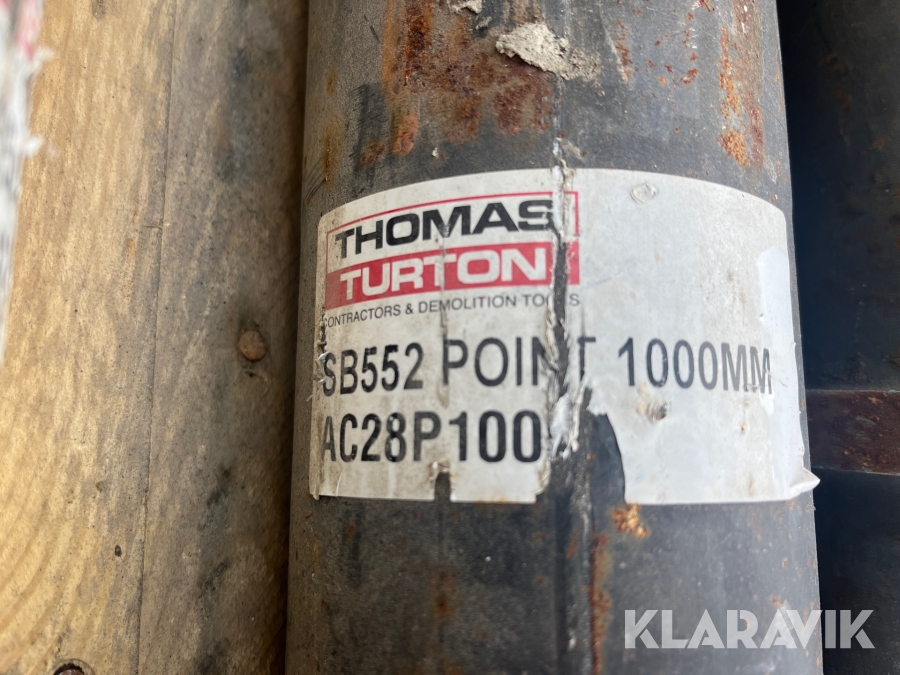 THOMAS
TURTON
CONTRACTORS & DEMOLITION TOOLS
SB552 POINT 1000MM
AC28P100
KLARAVIK